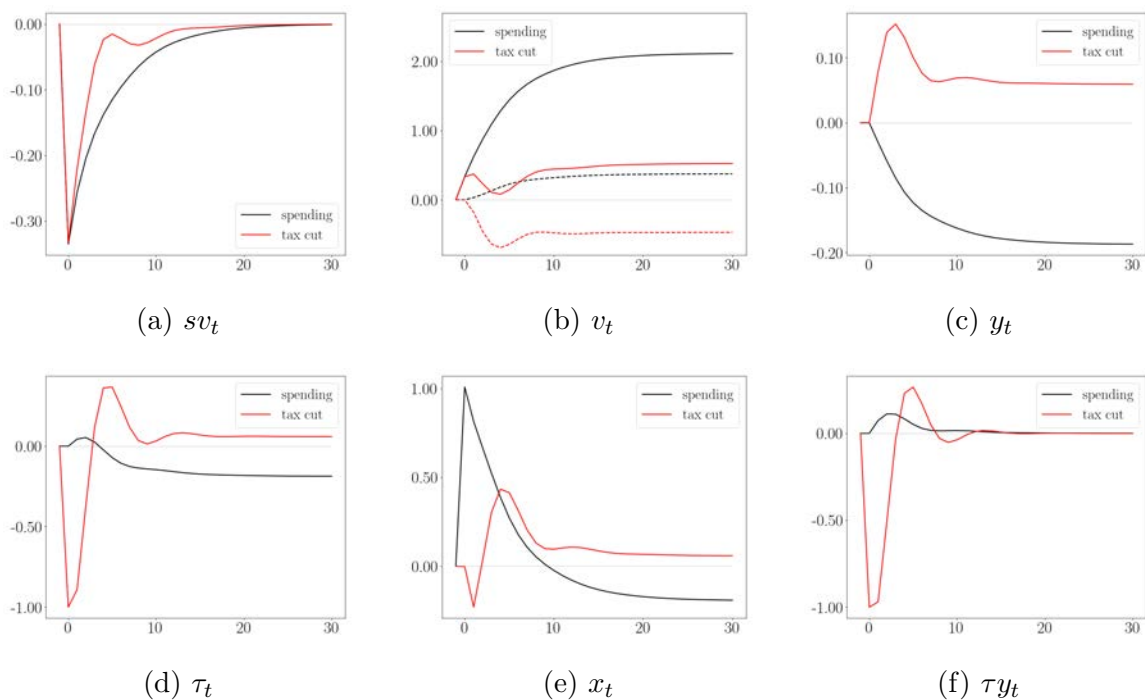 0.00
-0.10
-0.20
-0.30
0
10
20
30
spending
tax cut
(a) sv_t
2.00
1.00
0.00
0
10
20
30
spending
tax cut
(b) v_t
0.10
0.00
-0.10
-0.20
0
10
20
30
spending
tax cut
(c) y_t
0.00
-0.50
-1.00
0
10
20
30
spending
tax cut
(d) τ_t
1.00
0.50
0.00
0
10
20
30
spending
tax cut
(e) x_t
0.00
-0.50
-1.00
0
10
20
30
spending
tax cut
(f) τy_t